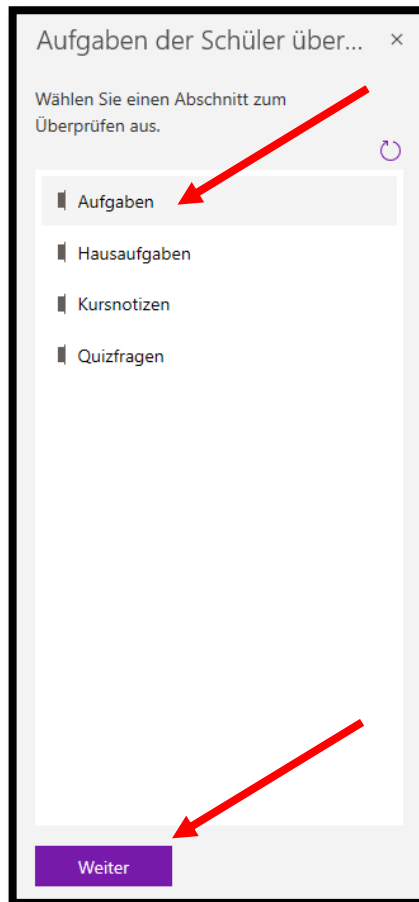 Aufgaben der Schüler über...
Wählen Sie einen Abschnitt zum
Überprüfen aus.
Aufgaben
Hausaufgaben
Kursnotizen
Quizfragen
Weiter